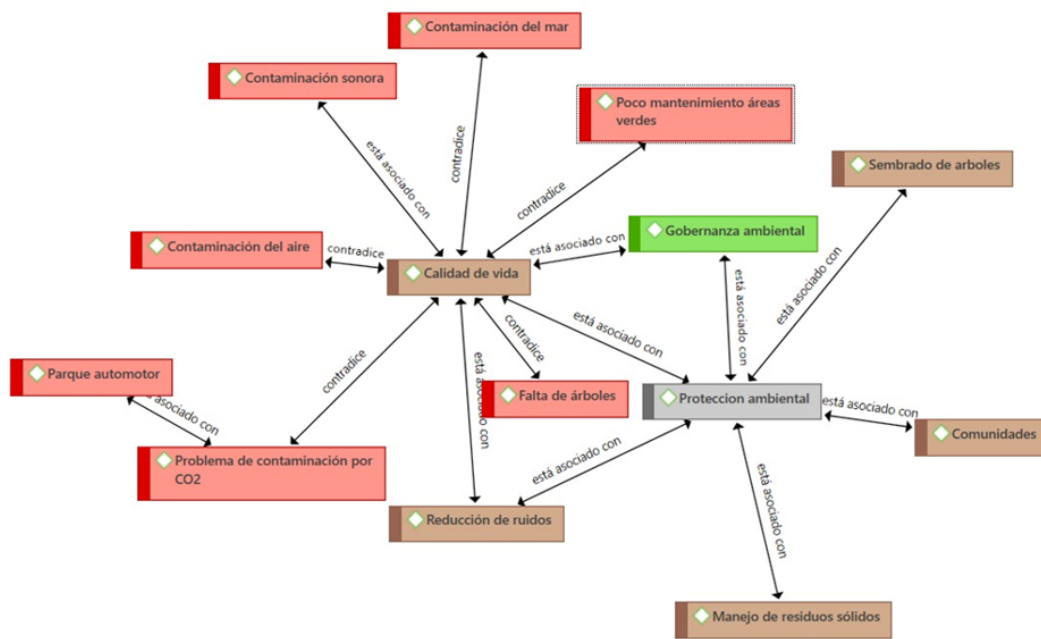 Contaminación del mar
Contaminación sonora
Poco mantenimiento áreas
verdes
está asociado con
contradice
contradice
Sembrado de arboles
Gobernanza ambiental
Contaminación del aire
contradice
está asociado con
Calidad de vida
está asociado con
está asociado con
está asociado con
contradice
contradice
está asociado con
Parque automotor
asociado con
Falta de árboles
Proteccion ambiental
está asociado con
Comunidades
Problema de contaminación por
CO2
está asociado con
Reducción de ruidos
está asociado con
Manejo de residuos sólidos